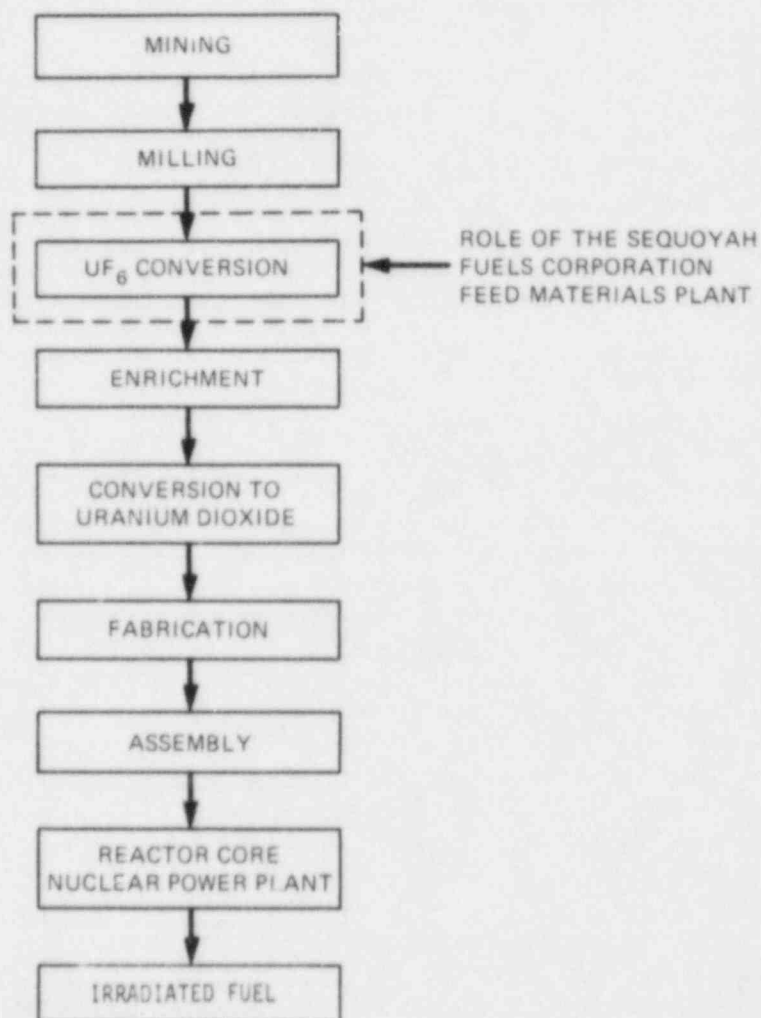 MINING
MILLING
UF₆ CONVERSION
ROLE OF THE SEQUOYAH
FUELS CORPORATION
FEED MATERIALS PLANT
ENRICHMENT
CONVERSION TO
URANIUM DIOXIDE
FABRICATION
ASSEMBLY
REACTOR CORE
NUCLEAR POWER PLANT
IRRADIATED FUEL